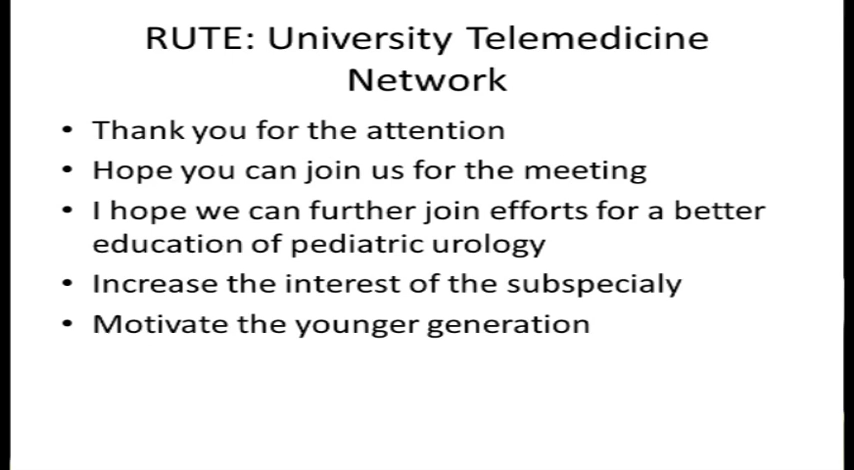 RUTE: University Telemedicine
Network
• Thank you for the attention
• Hope you can join us for the meeting
• I hope we can further join efforts for a better
education of pediatric urology
• Increase the interest of the subspecialy
• Motivate the younger generation